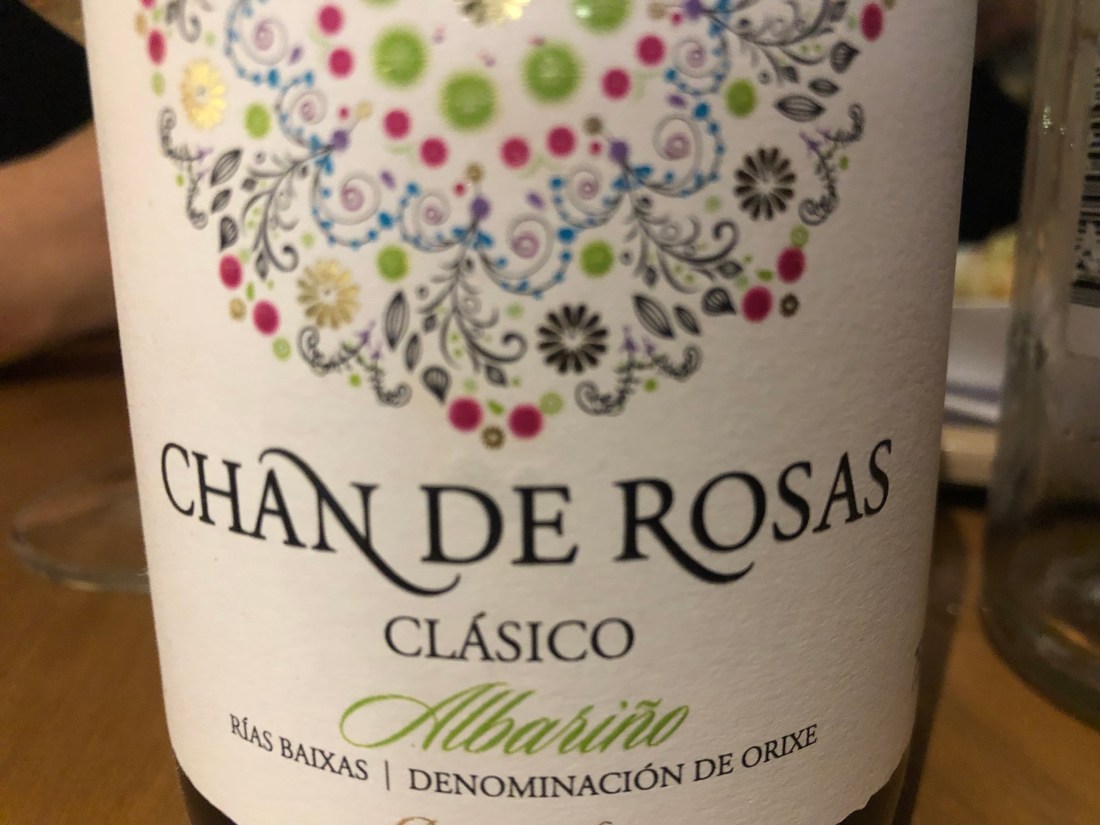 CHAN DE ROSAS
CLÁSICO
Albariño
RÍAS BAIXAS | DENOMINACIÓN DE ORIXE